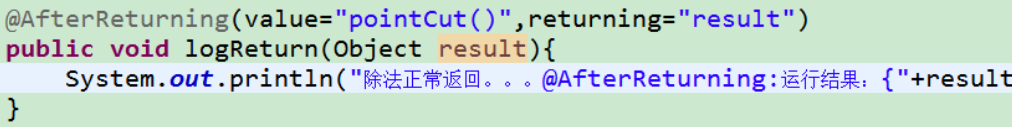 @AfterReturning(value="pointCut()",returning="result")
public void logReturn(Object result){
System.out.println("除法正常返回。。。@AfterReturning:运行结果：{"+result
}